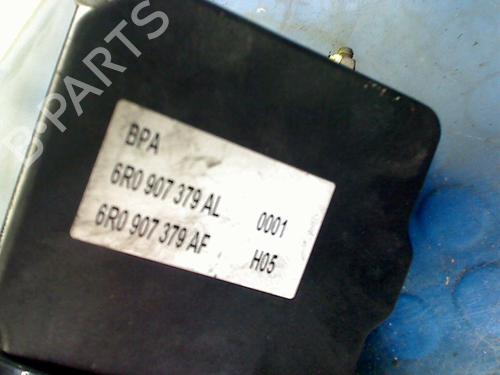 B-PARTS
BPA
6R0 907 379 AL 0001
6R0 907 379 AF H05